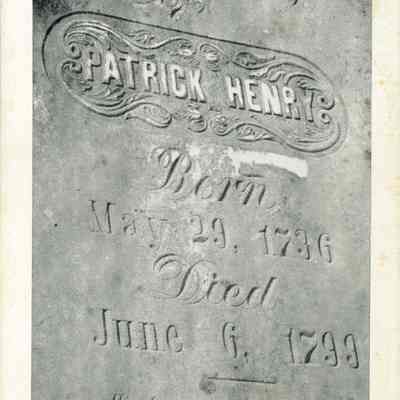 PATRICK HENRY
Born
May 29, 1736
Died
June 6, 1799